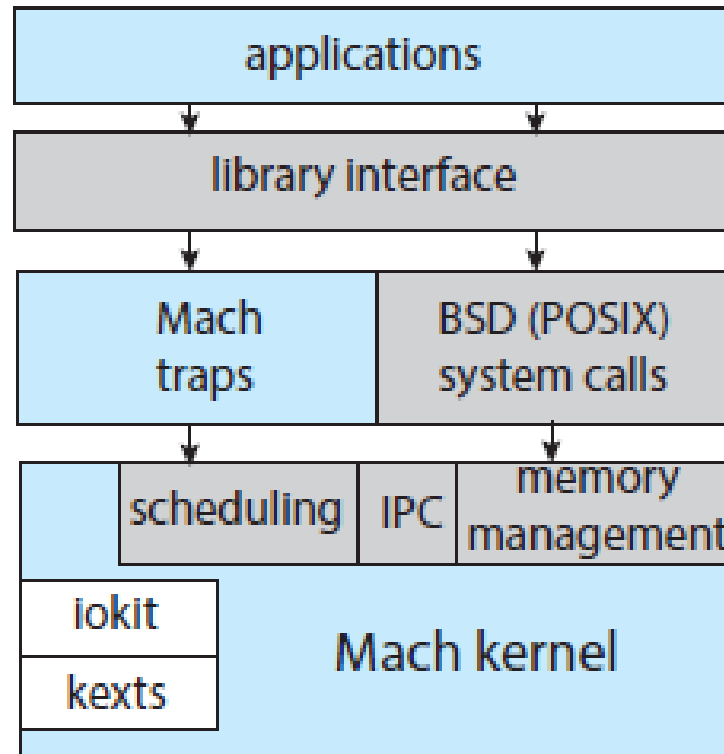 applications
library interface
Mach
traps
BSD (POSIX)
system calls
scheduling
IPC
memory
management
iokit
kexts
Mach kernel